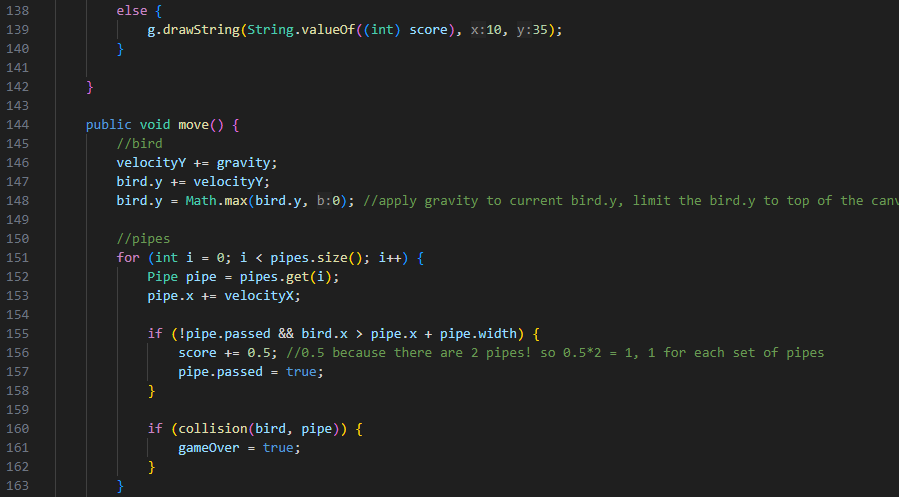 138 else {
139 g.drawString(String.valueOf((int) score), x:10, y:35);
140 }
141
142 }
143
144 public void move() {
145 //bird
146 velocityY += gravity;
147 bird.y += velocityY;
148 bird.y = Math.max(bird.y, b:0); //apply gravity to current bird.y, limit the bird.y to top of the canv
149
150 //pipes
151 for (int i = 0; i < pipes.size(); i++) {
152 Pipe pipe = pipes.get(i);
153 pipe.x += velocityX;
154
155 if (!pipe.passed && bird.x > pipe.x + pipe.width) {
156 score += 0.5; //0.5 because there are 2 pipes! so 0.5*2 = 1, 1 for each set of pipes
157 pipe.passed = true;
158 }
159
160 if (collision(bird, pipe)) {
161 gameOver = true;
162 }
163 }